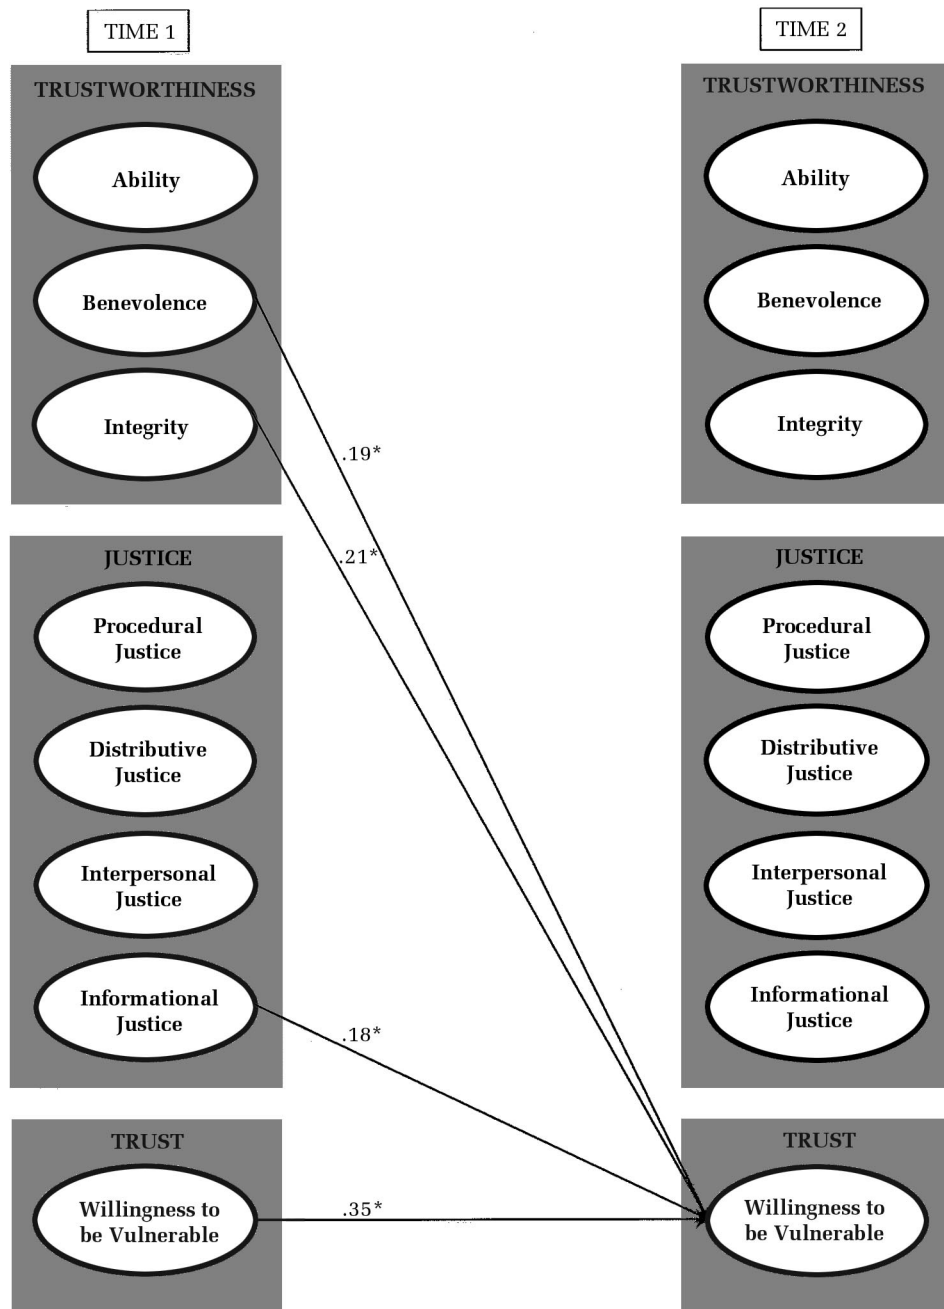 TIME 1
TRUSTWORTHINESS
Ability
Benevolence
Integrity
JUSTICE
Procedural
Justice
Distributive
Justice
Interpersonal
Justice
Informational
Justice
TRUST
Willingness to
be Vulnerable
.19*
.21*
.18*
.35*
TIME 2
TRUSTWORTHINESS
Ability
Benevolence
Integrity
JUSTICE
Procedural
Justice
Distributive
Justice
Interpersonal
Justice
Informational
Justice
TRUST
Willingness to
be Vulnerable